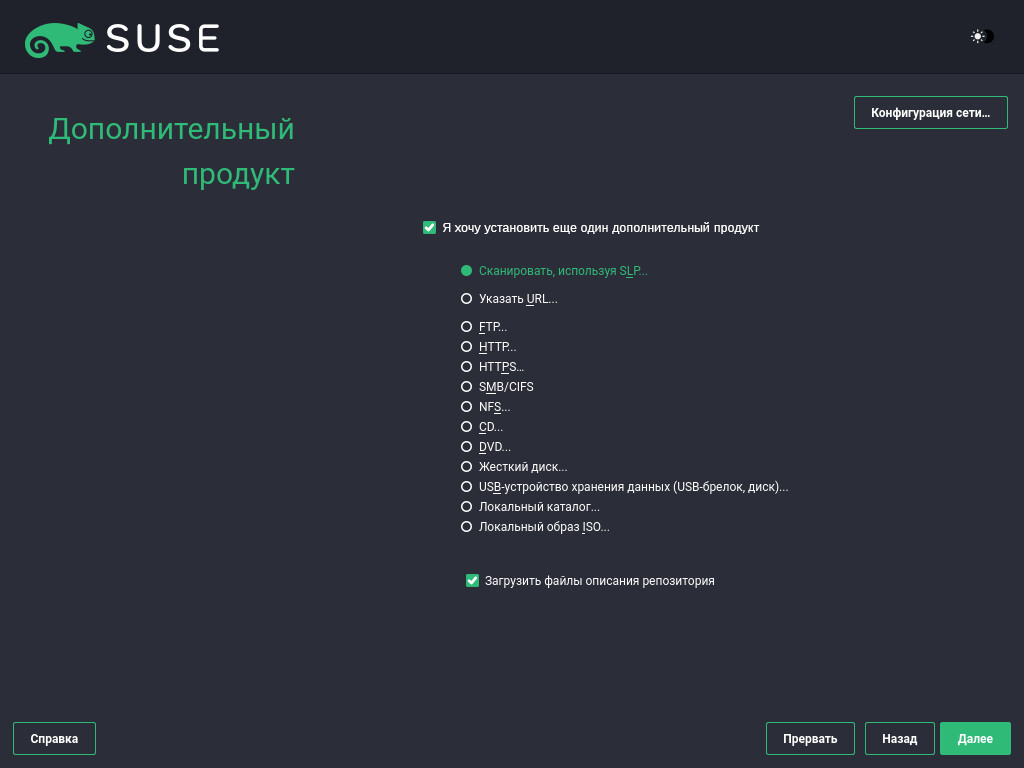 SUSE
Конфигурация сети...
Дополнительный
продукт
Я хочу установить еще один дополнительный продукт
Сканировать, используя SLP...
Указать URL...
FTP...
HTTP...
HTTPS...
SMB/CIFS
NFS...
CD...
DVD...
Жесткий диск...
USB-устройство хранения данных (USB-брелок, диск)...
Локальный каталог...
Локальный образ ISO...
Загрузить файлы описания репозитория
Справка
Прервать
Назад
Далее